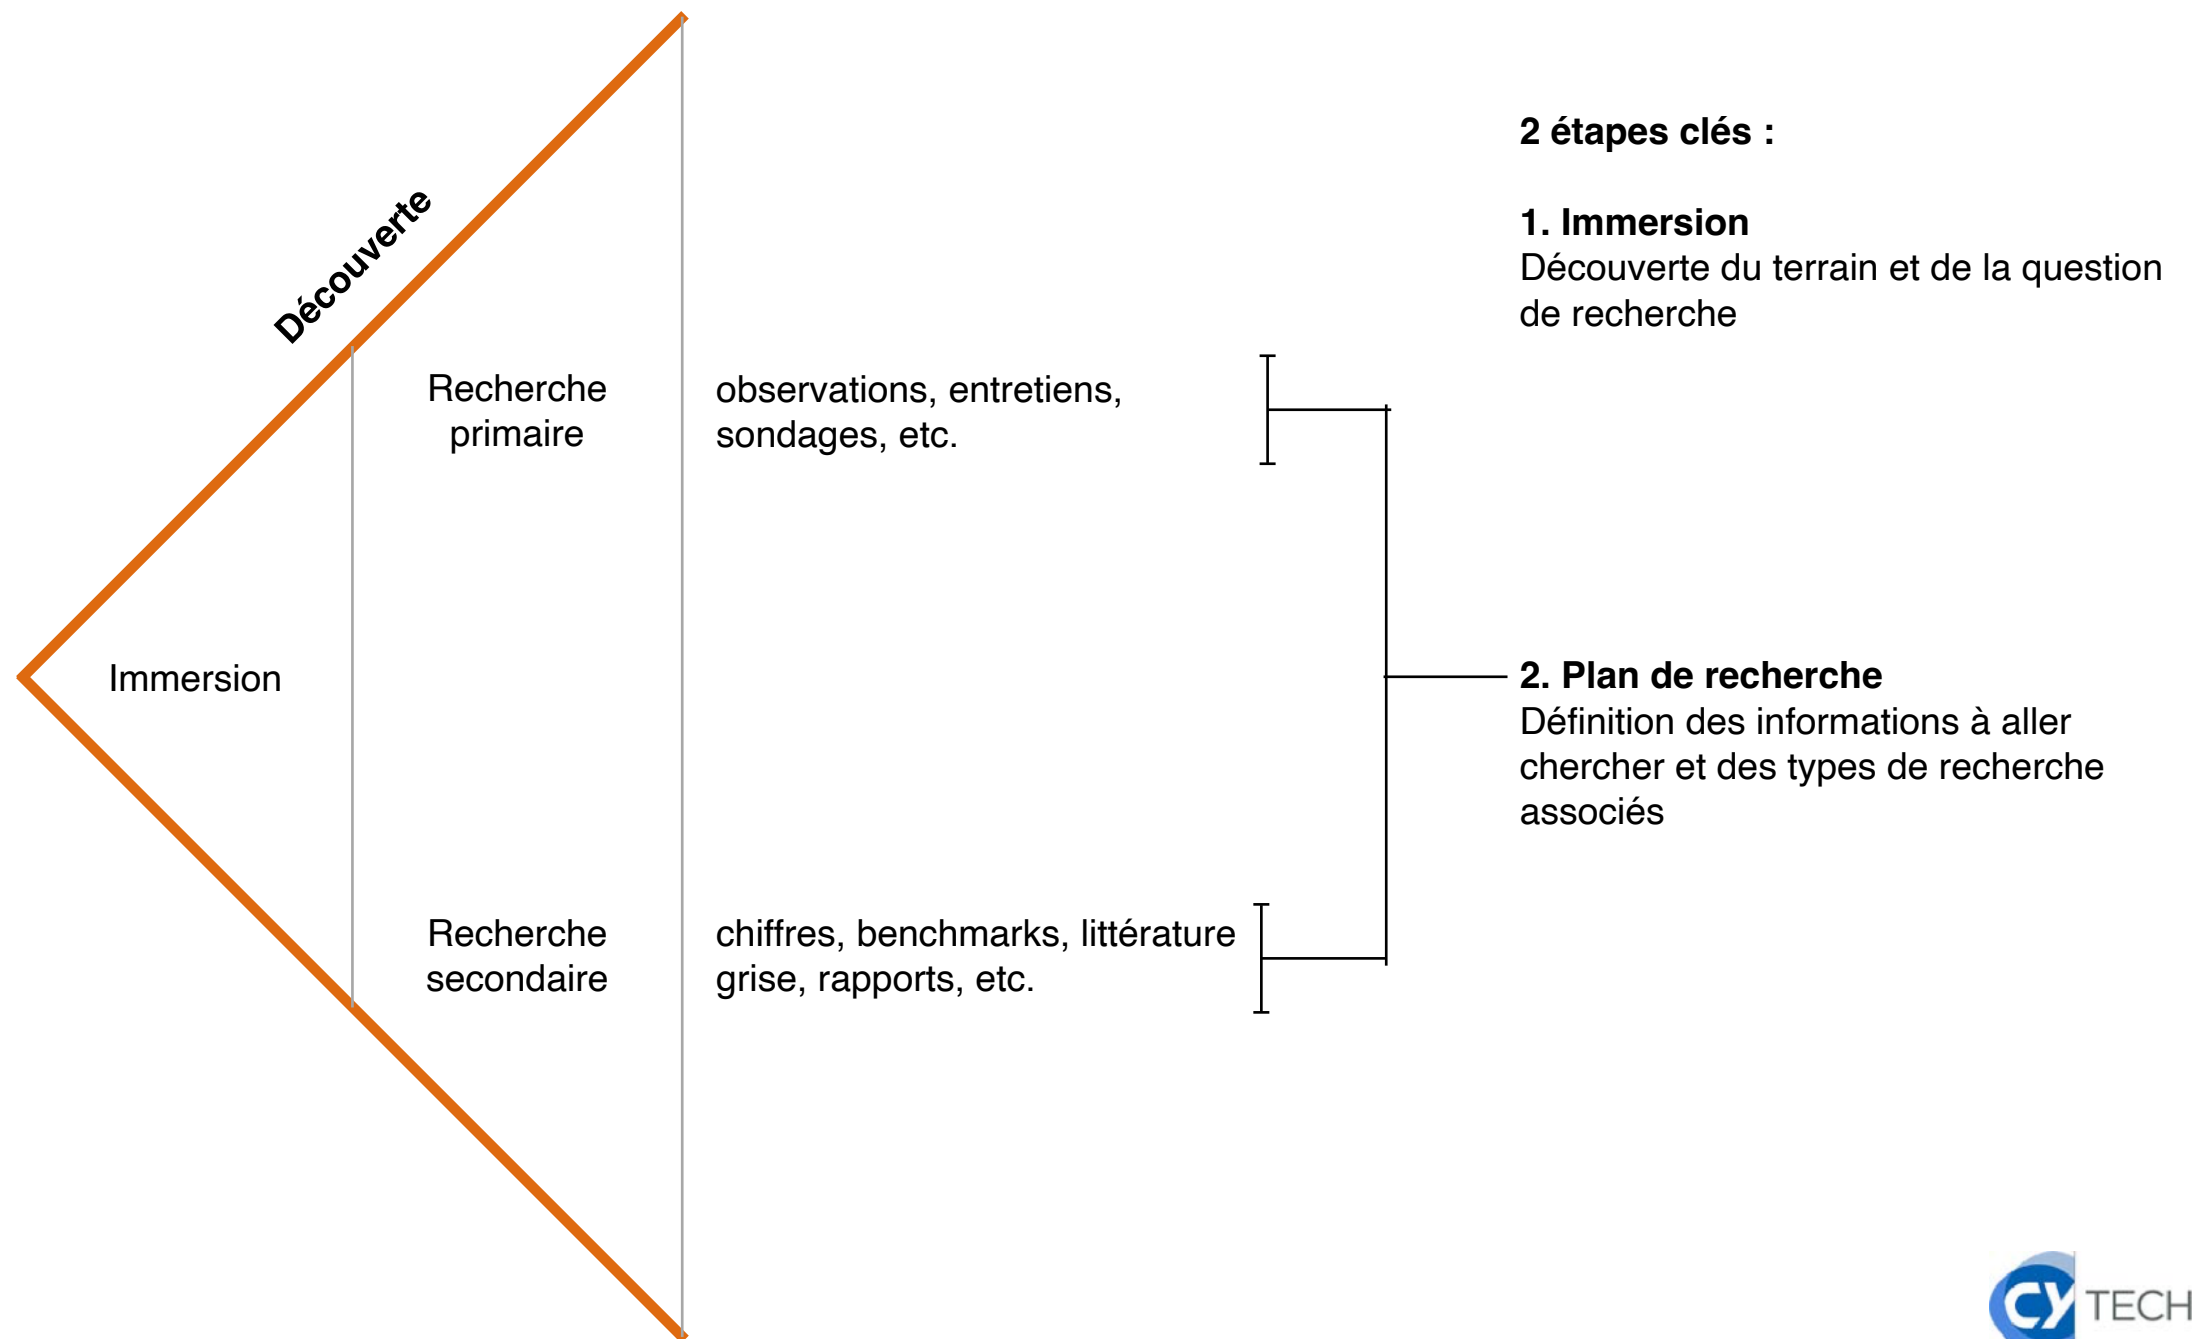 Découverte
Immersion
Recherche
primaire
Recherche
secondaire
observations, entretiens,
sondages, etc.
chiffres, benchmarks, littérature
grise, rapports, etc.
2 étapes clés :
1. Immersion
Découverte du terrain et de la question
de recherche
2. Plan de recherche
Définition des informations à aller
chercher et des types de recherche
associés
CY TECH